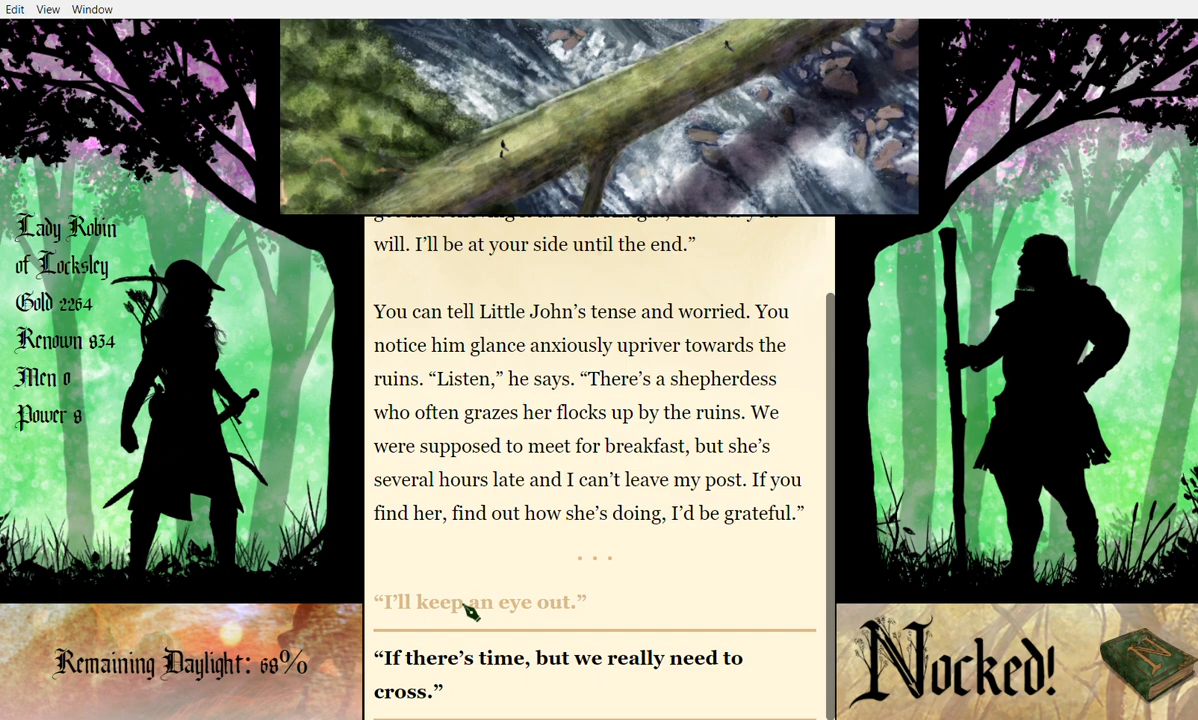 Edit View Window
will. I’ll be at your side until the end.”
You can tell Little John’s tense and worried. You
notice him glance anxiously upriver towards the
ruins. “Listen,” he says. “There’s a shepherdess
who often grazes her flocks up by the ruins. We
were supposed to meet for breakfast, but she’s
several hours late and I can’t leave my post. If you
find her, find out how she’s doing, I’d be grateful.”
“I’ll keep an eye out.”
“If there’s time, but we really need to
cross.”
Lady Robin
of Locksley
Gold 2264
Renown 834
Men 0
Power 8
Remaining Daylight: 68%
Nocked!
N